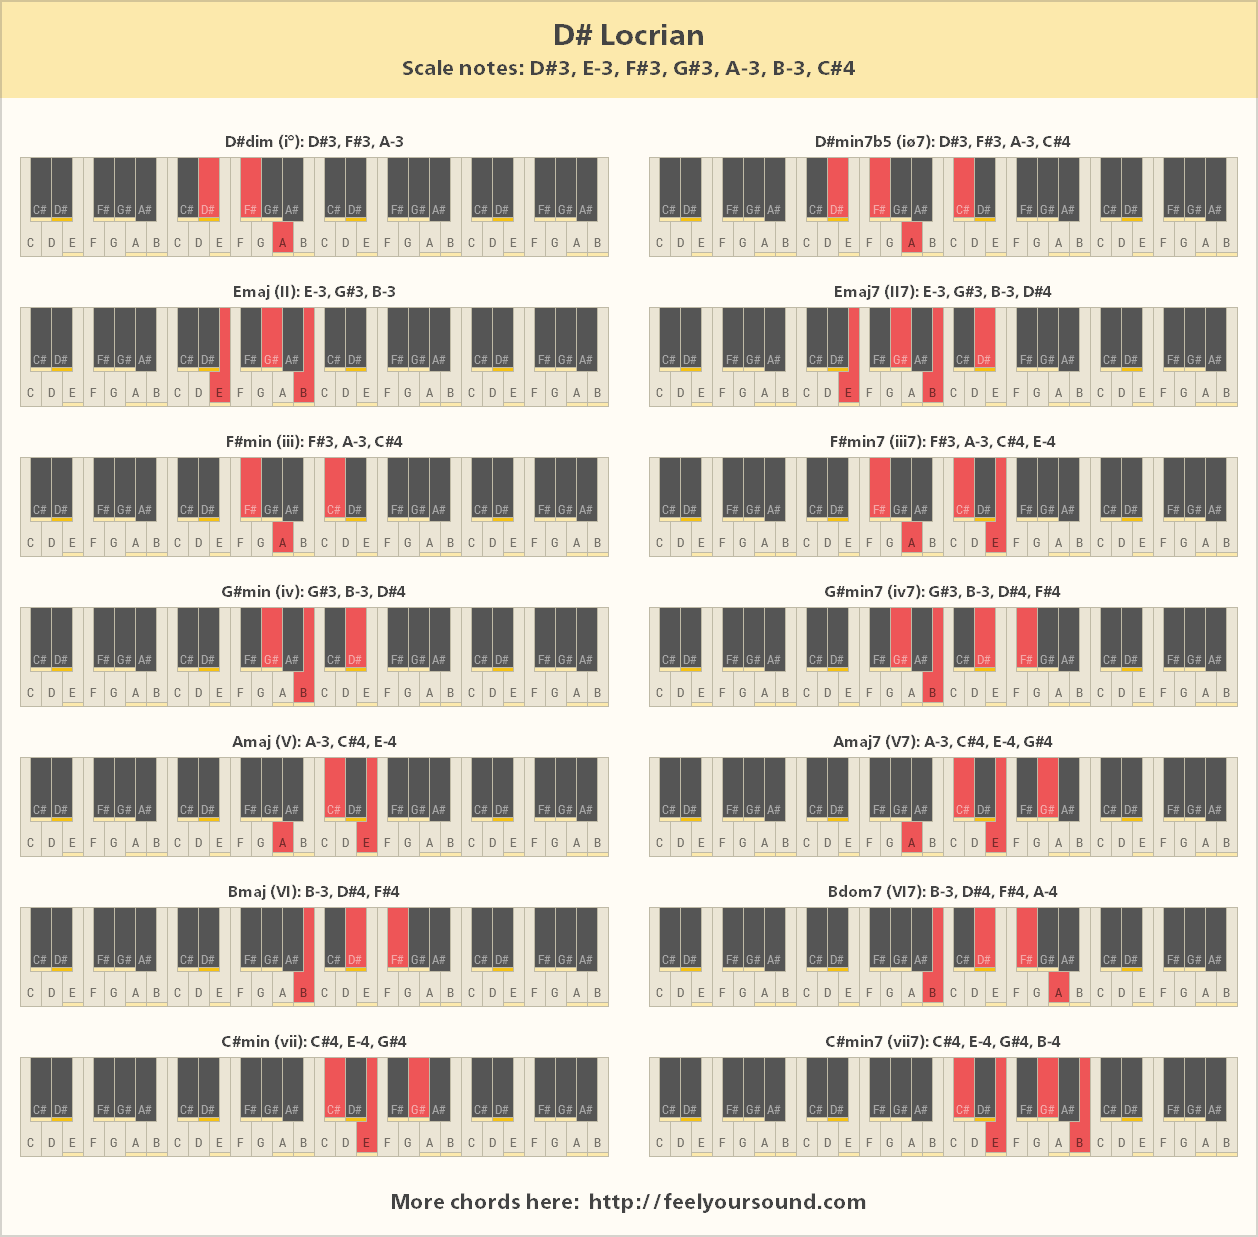 D# Locrian
Scale notes: D#3, E-3, F#3, G#3, A-3, B-3, C#4
D#dim (i°): D#3, F#3, A-3
C# D# F# G# A# C# D# F# G# A# C# D# F# G# A# C# D# F# G# A#
C D E F G A B C D E F G A B C D E F G A B C D E F G A B
D#min7b5 (iø7): D#3, F#3, A-3, C#4
C# D# F# G# A# C# D# F# G# A# C# D# F# G# A# C# D# F# G# A#
C D E F G A B C D E F G A B C D E F G A B C D E F G A B
Emaj (II): E-3, G#3, B-3
C# D# F# G# A# C# D# F# G# A# C# D# F# G# A# C# D# F# G# A#
C D E F G A B C D E F G A B C D E F G A B C D E F G A B
Emaj7 (II7): E-3, G#3, B-3, D#4
C# D# F# G# A# C# D# F# G# A# C# D# F# G# A# C# D# F# G# A#
C D E F G A B C D E F G A B C D E F G A B C D E F G A B
F#min (iii): F#3, A-3, C#4
C# D# F# G# A# C# D# F# G# A# C# D# F# G# A# C# D# F# G# A#
C D E F G A B C D E F G A B C D E F G A B C D E F G A B
F#min7 (iii7): F#3, A-3, C#4, E-4
C# D# F# G# A# C# D# F# G# A# C# D# F# G# A# C# D# F# G# A#
C D E F G A B C D E F G A B C D E F G A B C D E F G A B
G#min (iv): G#3, B-3, D#4
C# D# F# G# A# C# D# F# G# A# C# D# F# G# A# C# D# F# G# A#
C D E F G A B C D E F G A B C D E F G A B C D E F G A B
G#min7 (iv7): G#3, B-3, D#4, F#4
C# D# F# G# A# C# D# F# G# A# C# D# F# G# A# C# D# F# G# A#
C D E F G A B C D E F G A B C D E F G A B C D E F G A B
Amaj (V): A-3, C#4, E-4
C# D# F# G# A# C# D# F# G# A# C# D# F# G# A# C# D# F# G# A#
C D E F G A B C D E F G A B C D E F G A B C D E F G A B
Amaj7 (V7): A-3, C#4, E-4, G#4
C# D# F# G# A# C# D# F# G# A# C# D# F# G# A# C# D# F# G# A#
C D E F G A B C D E F G A B C D E F G A B C D E F G A B
Bmaj (VI): B-3, D#4, F#4
C# D# F# G# A# C# D# F# G# A# C# D# F# G# A# C# D# F# G# A#
C D E F G A B C D E F G A B C D E F G A B C D E F G A B
Bdom7 (VI7): B-3, D#4, F#4, A-4
C# D# F# G# A# C# D# F# G# A# C# D# F# G# A# C# D# F# G# A#
C D E F G A B C D E F G A B C D E F G A B C D E F G A B
C#min (vii): C#4, E-4, G#4
C# D# F# G# A# C# D# F# G# A# C# D# F# G# A# C# D# F# G# A#
C D E F G A B C D E F G A B C D E F G A B C D E F G A B
C#min7 (vii7): C#4, E-4, G#4, B-4
C# D# F# G# A# C# D# F# G# A# C# D# F# G# A# C# D# F# G# A#
C D E F G A B C D E F G A B C D E F G A B C D E F G A B
More chords here: http://feelyoursound.com